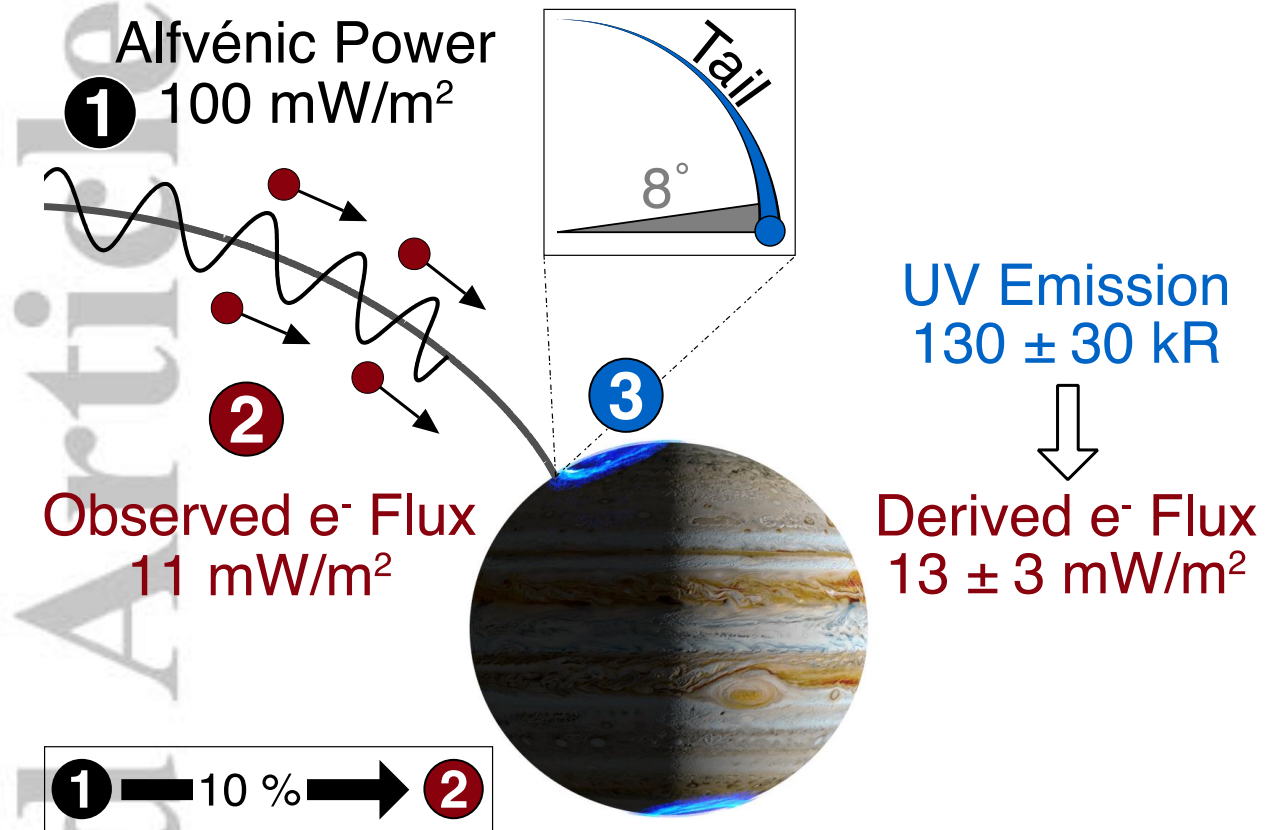 Alfvénic Power
1 100 mW/m²
Tail
8°
UV Emission
130 ± 30 kR
3
2
Observed e⁻ Flux
11 mW/m²
Derived e⁻ Flux
13 ± 3 mW/m²
1 10 % 2
Article